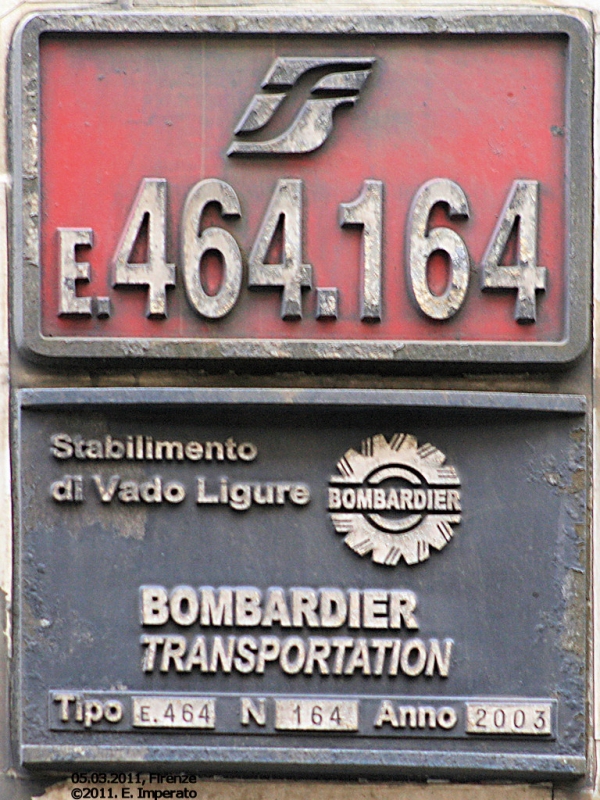 E.464.164
Stabilimento
di Vado Ligure
BOMBARDIER
BOMBARDIER
TRANSPORTATION
Tipo E.464 N 164 Anno 2003
05.03.2011, Firenze
©2011. E. Imperato